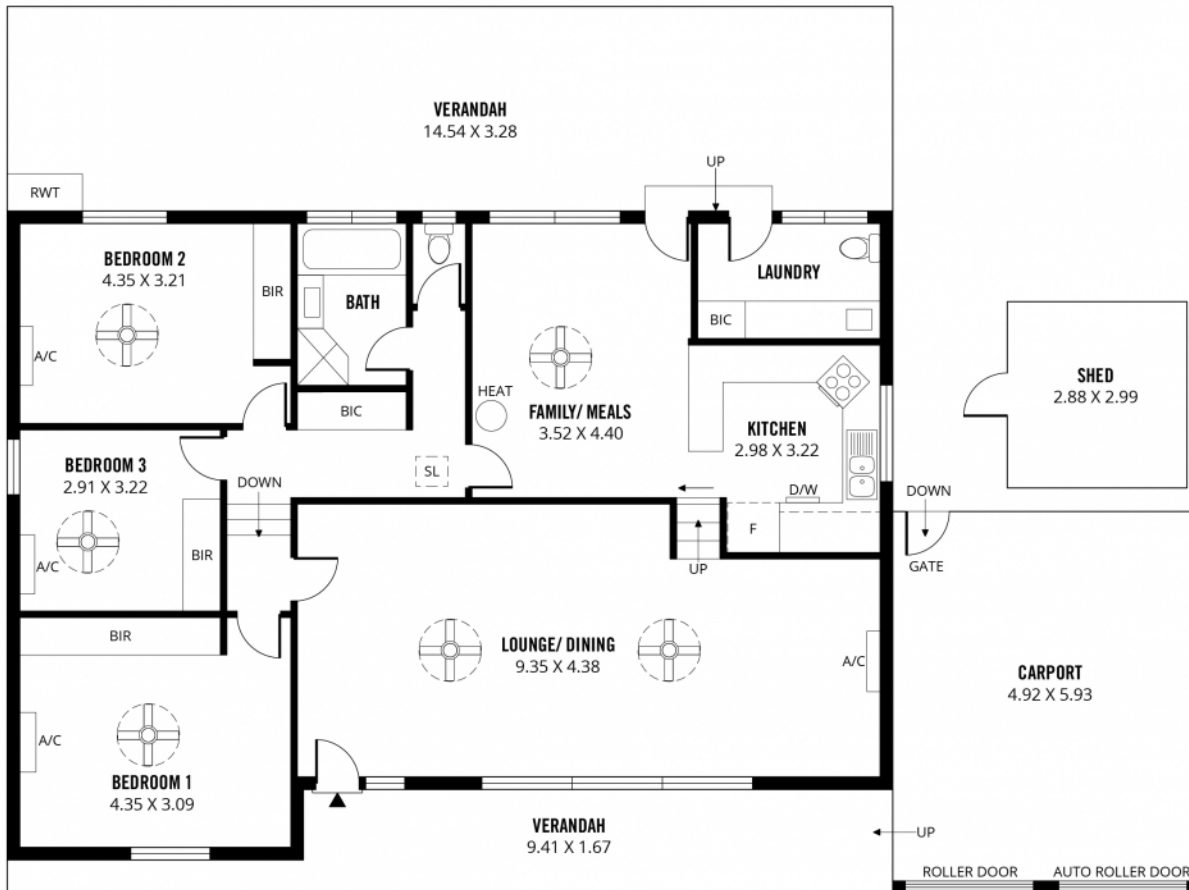 VERANDAH
14.54 X 3.28
UP
RWT
BEDROOM 2
4.35 X 3.21
BIR
A/C
BATH
LAUNDRY
BIC
HEAT
FAMILY/ MEALS
3.52 X 4.40
KITCHEN
2.98 X 3.22
SHED
2.88 X 2.99
BIC
BEDROOM 3
2.91 X 3.22
SL
DOWN
D/W
F
DOWN
GATE
BIR
A/C
UP
BIR
LOUNGE/ DINING
9.35 X 4.38
A/C
CARPORT
4.92 X 5.93
A/C
BEDROOM 1
4.35 X 3.09
VERANDAH
9.41 X 1.67
UP
ROLLER DOOR
AUTO ROLLER DOOR